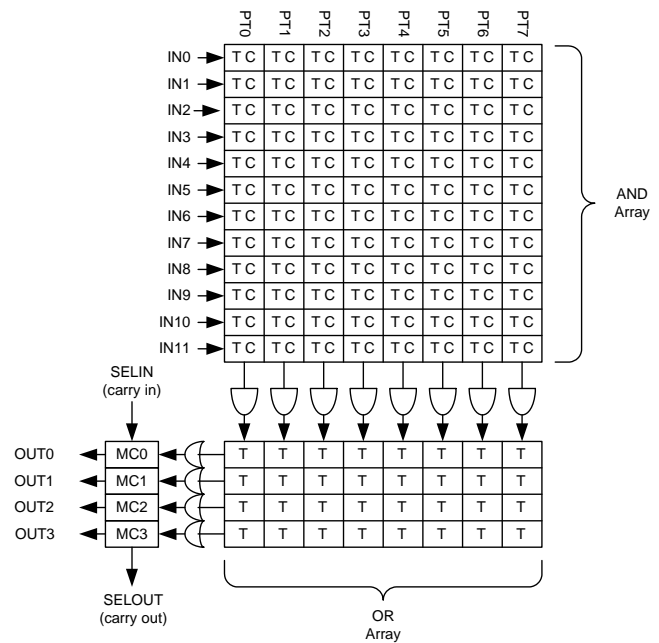 PT0 PT1 PT2 PT3 PT4 PT5 PT6 PT7
IN0 T C T C T C T C T C T C T C T C
IN1 T C T C T C T C T C T C T C T C
IN2 T C T C T C T C T C T C T C T C
IN3 T C T C T C T C T C T C T C T C
IN4 T C T C T C T C T C T C T C T C
IN5 T C T C T C T C T C T C T C T C
IN6 T C T C T C T C T C T C T C T C
IN7 T C T C T C T C T C T C T C T C
IN8 T C T C T C T C T C T C T C T C
IN9 T C T C T C T C T C T C T C T C
IN10 T C T C T C T C T C T C T C T C
IN11 T C T C T C T C T C T C T C T C
AND
Array
SELIN
(carry in)
OUT0 MC0 T T T T T T T T
OUT1 MC1 T T T T T T T T
OUT2 MC2 T T T T T T T T
OUT3 MC3 T T T T T T T T
SELOUT
(carry out)
OR
Array